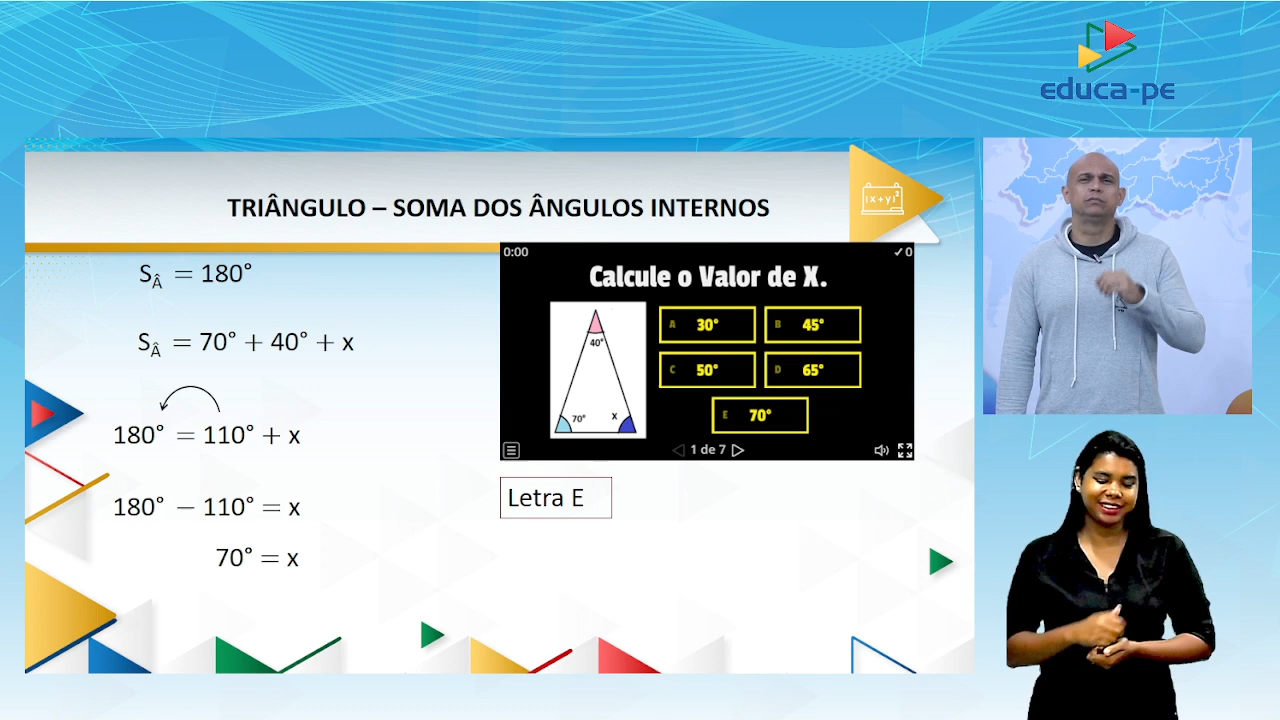 educa-pe
TRIÂNGULO – SOMA DOS ÂNGULOS INTERNOS
|x+y|²
S_Â = 180°
S_Â = 70° + 40° + x
180° = 110° + x
180° − 110° = x
70° = x
0:00
✓ 0
Calcule o Valor de X.
40°
70°
X
A 30°
B 45°
C 50°
D 65°
E 70°
1 de 7
Letra E